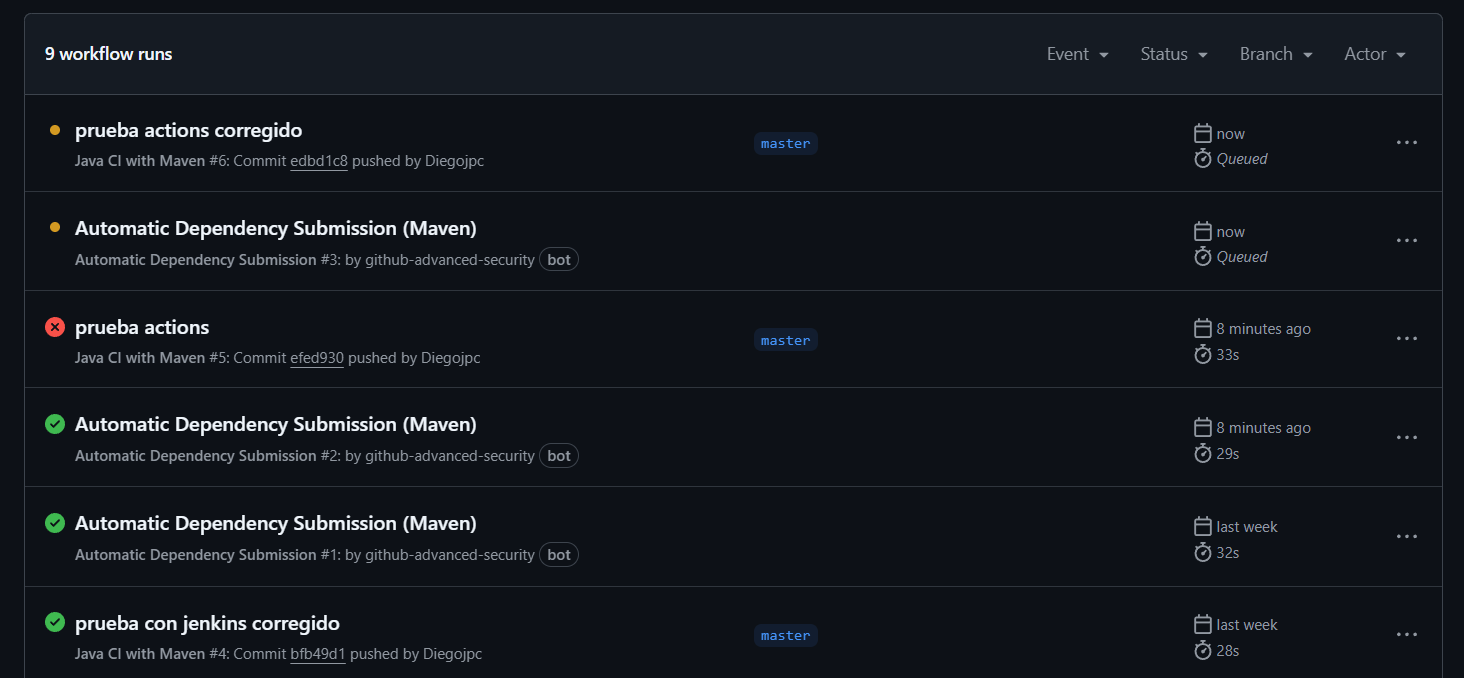 9 workflow runs
Event Status Branch Actor
prueba actions corregido
Java CI with Maven #6: Commit edbd1c8 pushed by Diegojpc
master
now
Queued
Automatic Dependency Submission (Maven)
Automatic Dependency Submission #3: by github-advanced-security bot
now
Queued
prueba actions
Java CI with Maven #5: Commit efed930 pushed by Diegojpc
master
8 minutes ago
33s
Automatic Dependency Submission (Maven)
Automatic Dependency Submission #2: by github-advanced-security bot
8 minutes ago
29s
Automatic Dependency Submission (Maven)
Automatic Dependency Submission #1: by github-advanced-security bot
last week
32s
prueba con jenkins corregido
Java CI with Maven #4: Commit bfb49d1 pushed by Diegojpc
master
last week
28s